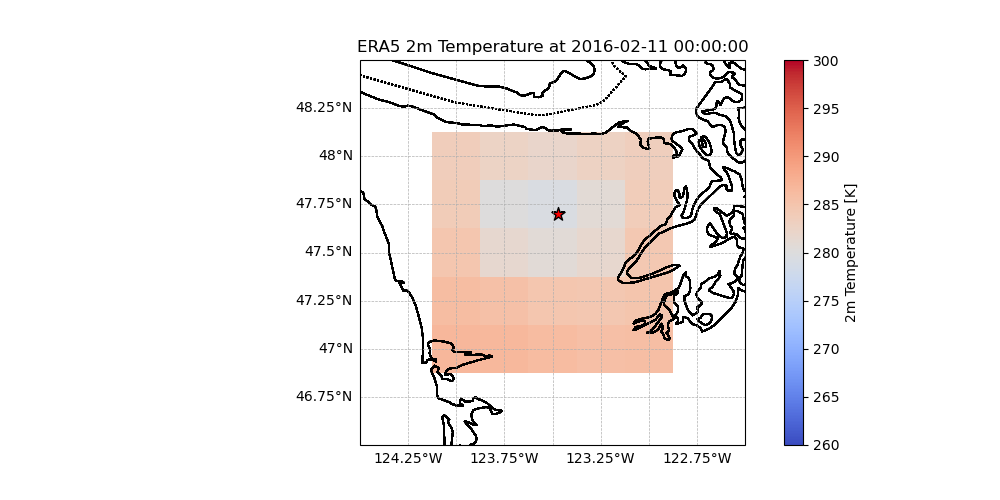 ERA5 2m Temperature at 2016-02-11 00:00:00
48.25°N
48°N
47.75°N
47.5°N
47.25°N
47°N
46.75°N
124.25°W 123.75°W 123.25°W 122.75°W
300
295
290
285
280
275
270
265
260
2m Temperature [K]